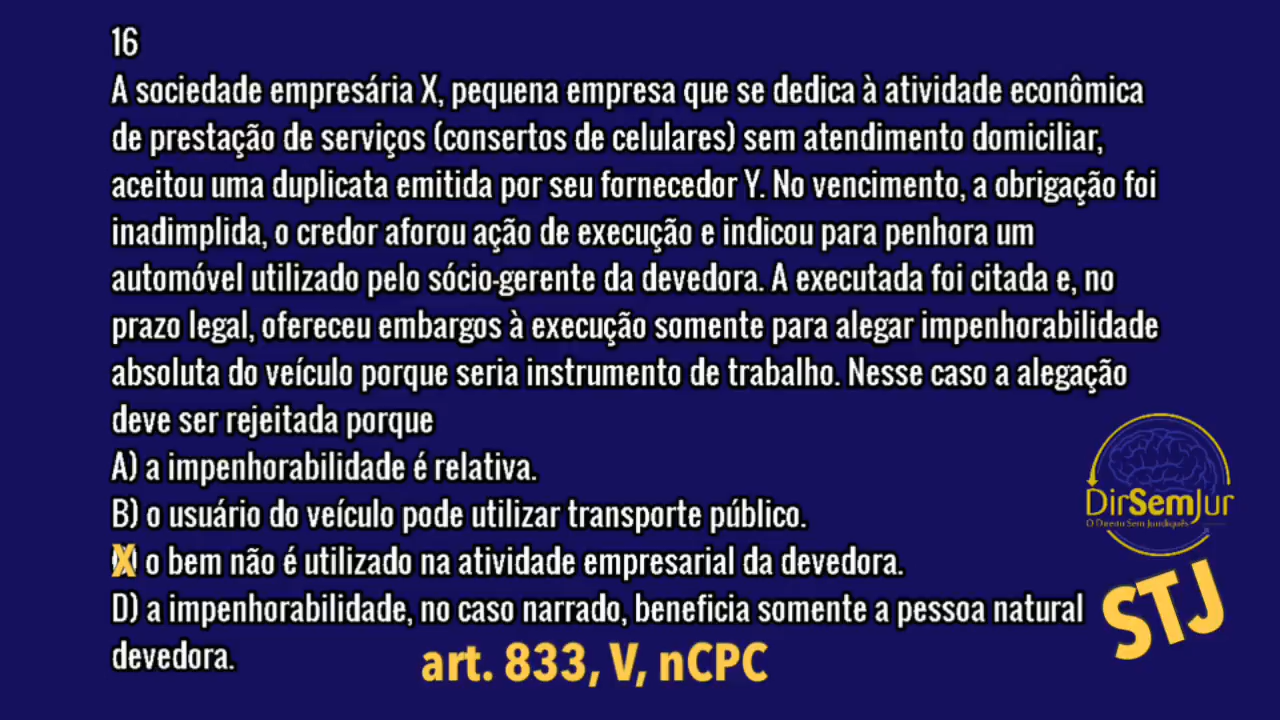 16
A sociedade empresária X, pequena empresa que se dedica à atividade econômica
de prestação de serviços (consertos de celulares) sem atendimento domiciliar,
aceitou uma duplicata emitida por seu fornecedor Y. No vencimento, a obrigação foi
inadimplida, o credor aforou ação de execução e indicou para penhora um
automóvel utilizado pelo sócio-gerente da devedora. A executada foi citada e, no
prazo legal, ofereceu embargos à execução somente para alegar impenhorabilidade
absoluta do veículo porque seria instrumento de trabalho. Nesse caso a alegação
deve ser rejeitada porque
A) a impenhorabilidade é relativa.
B) o usuário do veículo pode utilizar transporte público.
X) o bem não é utilizado na atividade empresarial da devedora.
D) a impenhorabilidade, no caso narrado, beneficia somente a pessoa natural
devedora.
art. 833, V, nCPC
DirSemJur
O Direito Sem Juridiquês
STJ